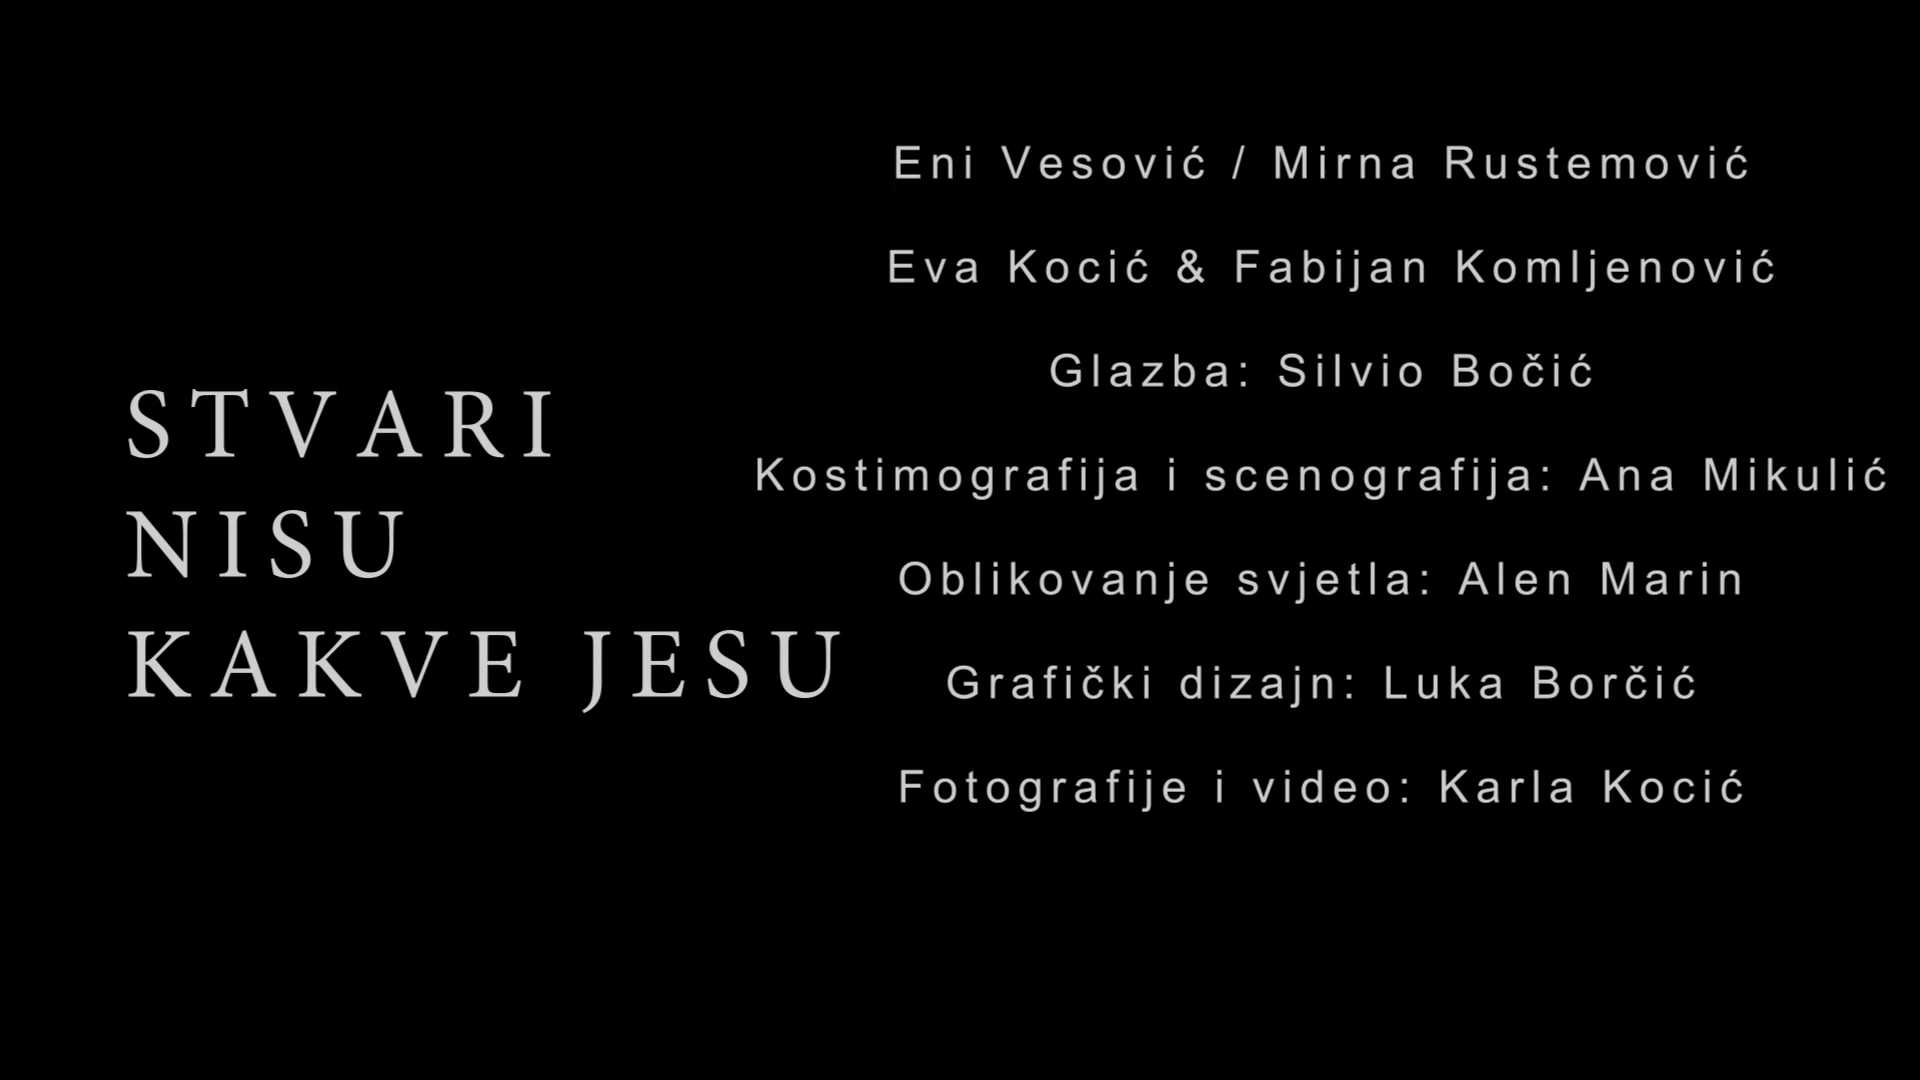 STVARI
NISU
KAKVE JESU
Eni Vesović / Mirna Rustemović
Eva Kocić & Fabijan Komljenović
Glazba: Silvio Bočić
Kostimografija i scenografija: Ana Mikulić
Oblikovanje svjetla: Alen Marin
Grafički dizajn: Luka Borčić
Fotografije i video: Karla Kocić